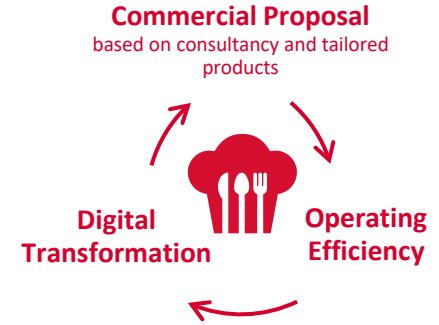 Commercial Proposal
based on consultancy and tailored
products
Digital
Transformation
Operating
Efficiency